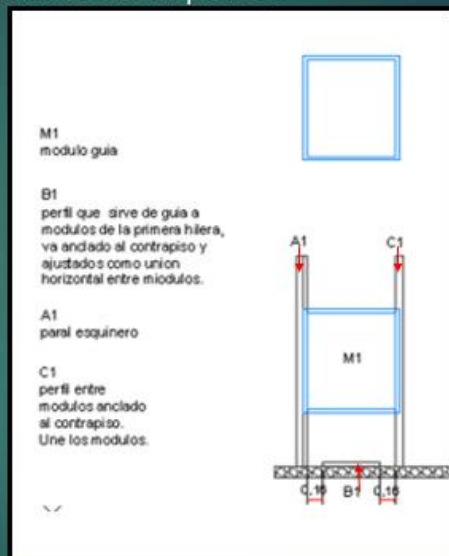 M1
modulo guia
B1
perfil que sirve de guia a
modulos de la primera hilera,
va anclado al contrapiso y
ajustados como union
horizontal entre miodulos.
A1
paral esquinero
C1
perfil entre
modulos anclado
al contrapiso.
Une los modulos.
A1 C1
M1
B1